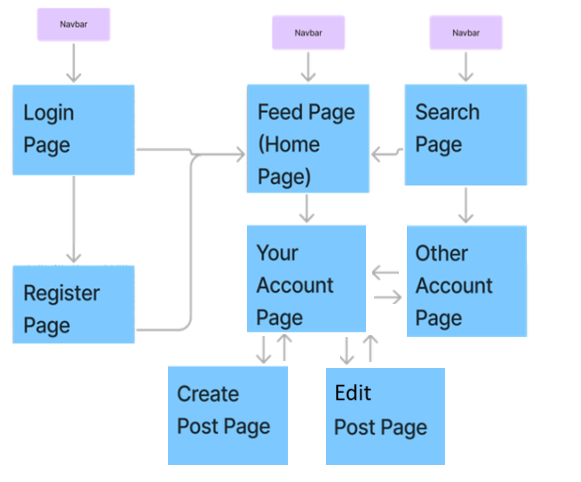 Navbar
Navbar
Navbar
Login
Page
Feed Page
(Home
Page)
Search
Page
Register
Page
Your
Account
Page
Other
Account
Page
Create
Post Page
Edit
Post Page